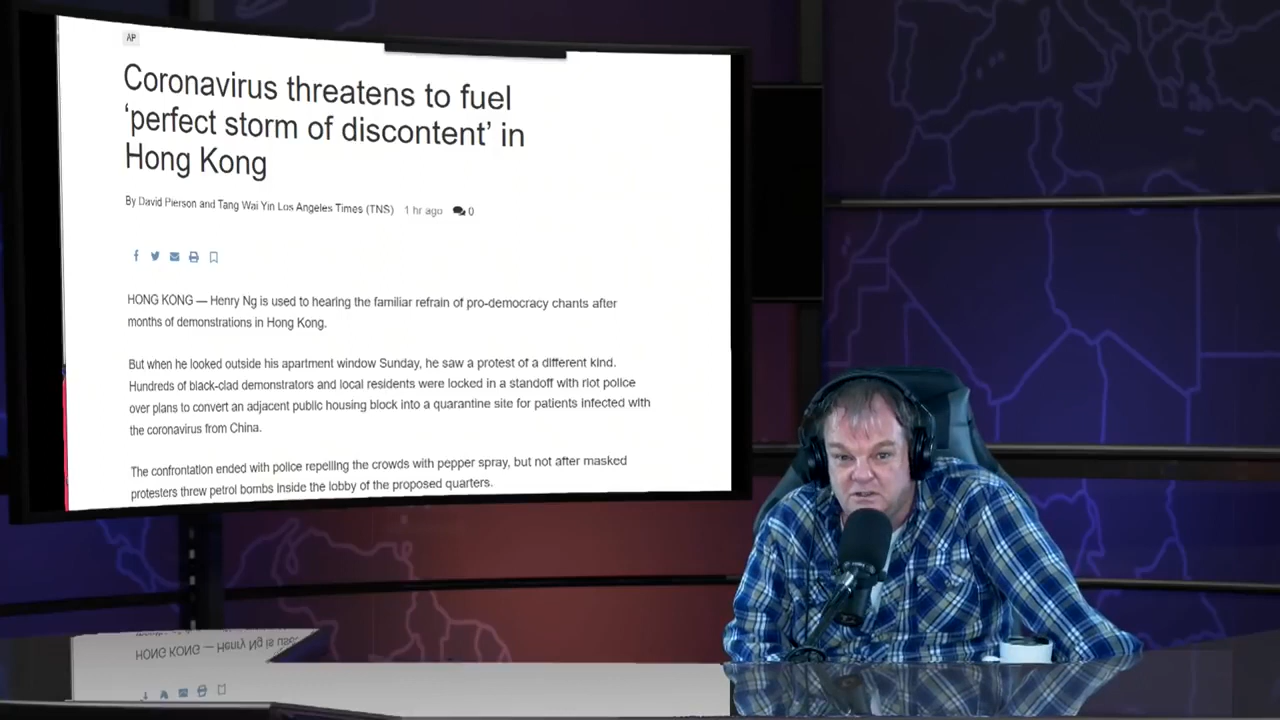 AP
Coronavirus threatens to fuel
‘perfect storm of discontent’ in
Hong Kong
By David Pierson and Tang Wai Yin Los Angeles Times (TNS) 1 hr ago 0
HONG KONG — Henry Ng is used to hearing the familiar refrain of pro-democracy chants after
months of demonstrations in Hong Kong.
But when he looked outside his apartment window Sunday, he saw a protest of a different kind.
Hundreds of black-clad demonstrators and local residents were locked in a standoff with riot police
over plans to convert an adjacent public housing block into a quarantine site for patients infected with
the coronavirus from China.
The confrontation ended with police repelling the crowds with pepper spray, but not after masked
protesters threw petrol bombs inside the lobby of the proposed quarters.
HONG KONG — Henry Ng is use